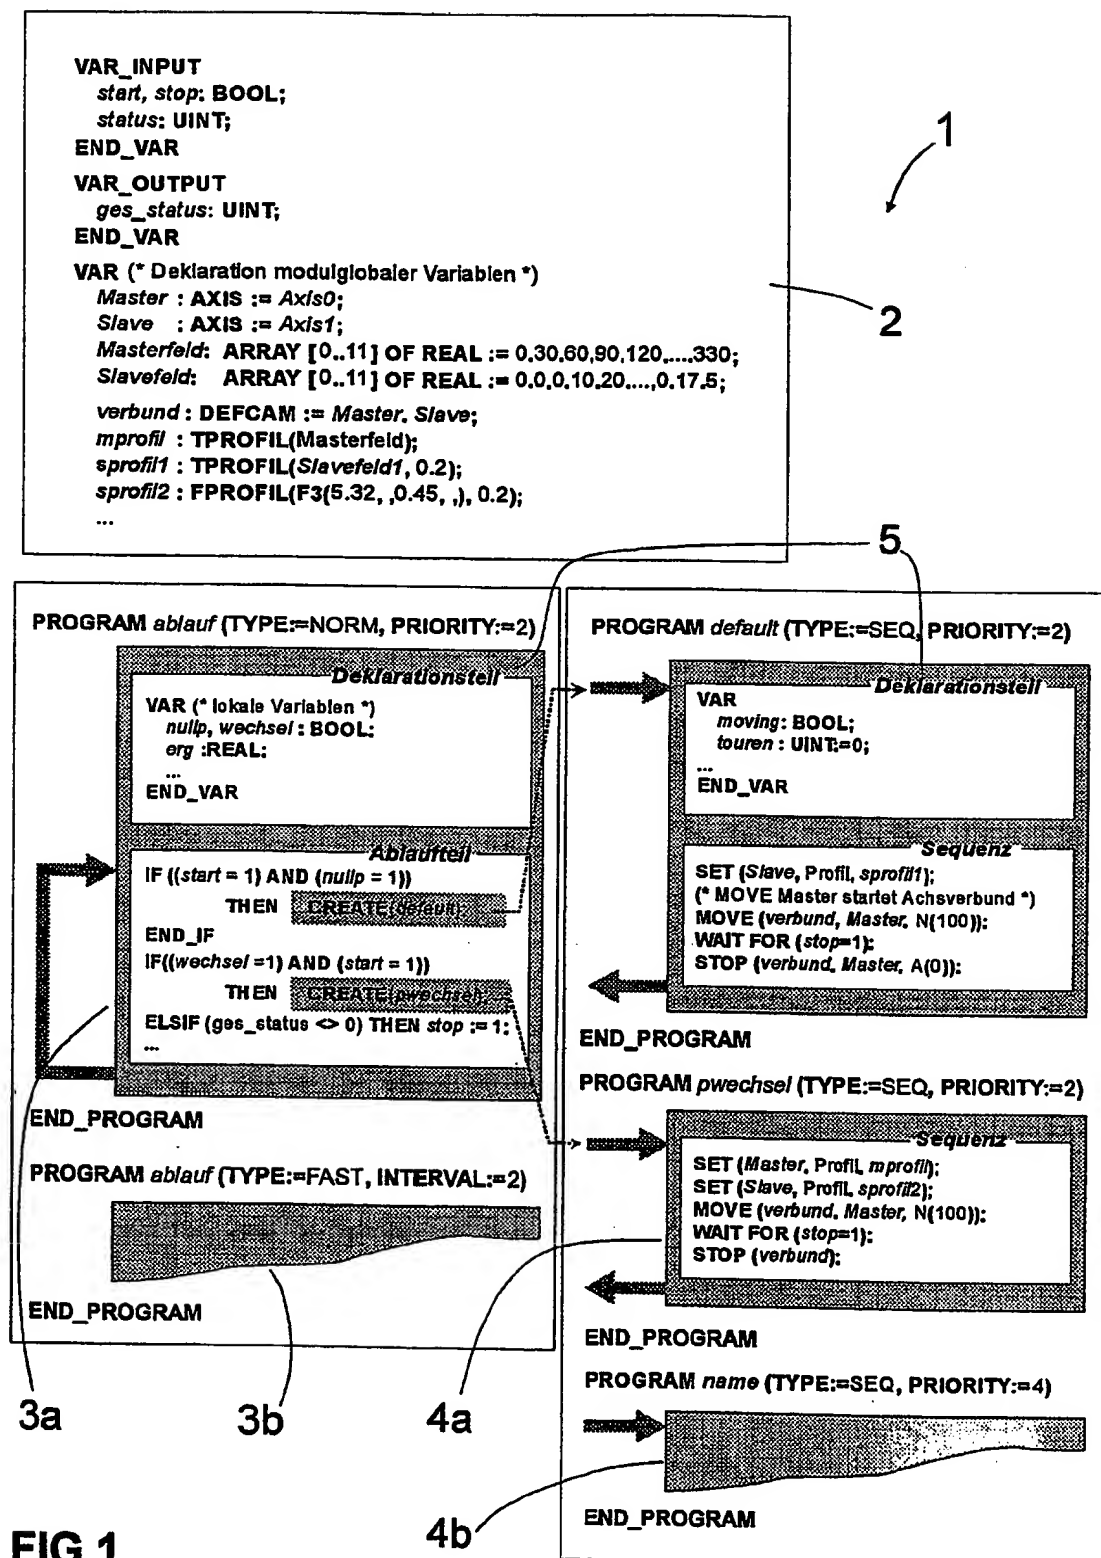 VAR_INPUT
start, stop: BOOL;
status: UINT;
END_VAR
VAR_OUTPUT
ges_status: UINT;
END_VAR
VAR (* Deklaration modulglobaler Variablen *)
Master : AXIS := Axis0;
Slave : AXIS := Axis1;
Masterfeld: ARRAY [0..11] OF REAL := 0,30,60,90,120,...,330;
Slavefeld: ARRAY [0..11] OF REAL := 0,0,0,10,20...,0,17.5;
verbund : DEFCAM := Master, Slave;
mprofil : TPROFIL(Masterfeld);
sprofil1 : TPROFIL(Slavefeld1, 0.2);
sprofil2 : FPROFIL(F3(5.32, ,0.45, ,), 0.2);
...
1
2
5
PROGRAM ablauf (TYPE:=NORM, PRIORITY:=2)
Deklarationsteil
VAR (* lokale Variablen *)
nullp, wechsel : BOOL;
erg :REAL;
...
END_VAR
Ablaufteil
IF ((start = 1) AND (nullp = 1))
THEN CREATE(default);
END_IF
IF((wechsel =1) AND (start = 1))
THEN CREATE(pwechsel);
ELSIF (ges_status <> 0) THEN stop := 1;
...
END_PROGRAM
PROGRAM ablauf (TYPE:=FAST, INTERVAL:=2)
END_PROGRAM
3a
3b
PROGRAM default (TYPE:=SEQ, PRIORITY:=2)
Deklarationsteil
VAR
moving: BOOL;
touren : UINT:=0;
...
END_VAR
Sequenz
SET (Slave, Profil, sprofil1);
(* MOVE Master startet Achsverbund *)
MOVE (verbund, Master, N(100));
WAIT FOR (stop=1);
STOP (verbund, Master, A(0));
END_PROGRAM
PROGRAM pwechsel (TYPE:=SEQ, PRIORITY:=2)
Sequenz
SET (Master, Profil, mprofil);
SET (Slave, Profil, sprofil2);
MOVE (verbund, Master, N(100));
WAIT FOR (stop=1);
STOP (verbund);
END_PROGRAM
PROGRAM name (TYPE:=SEQ, PRIORITY:=4)
END_PROGRAM
4a
4b
FIG 1